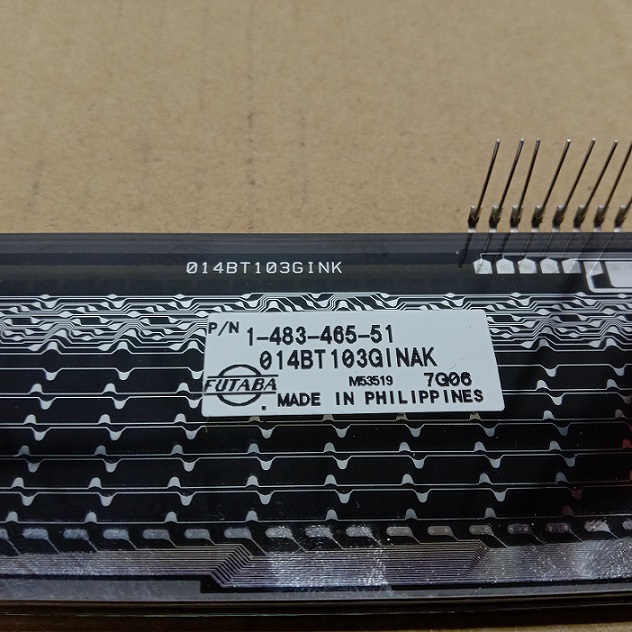 014BT103GINK
P/N 1-483-465-51
014BT103GINAK
FUTABA M53519 7G06
MADE IN PHILIPPINES